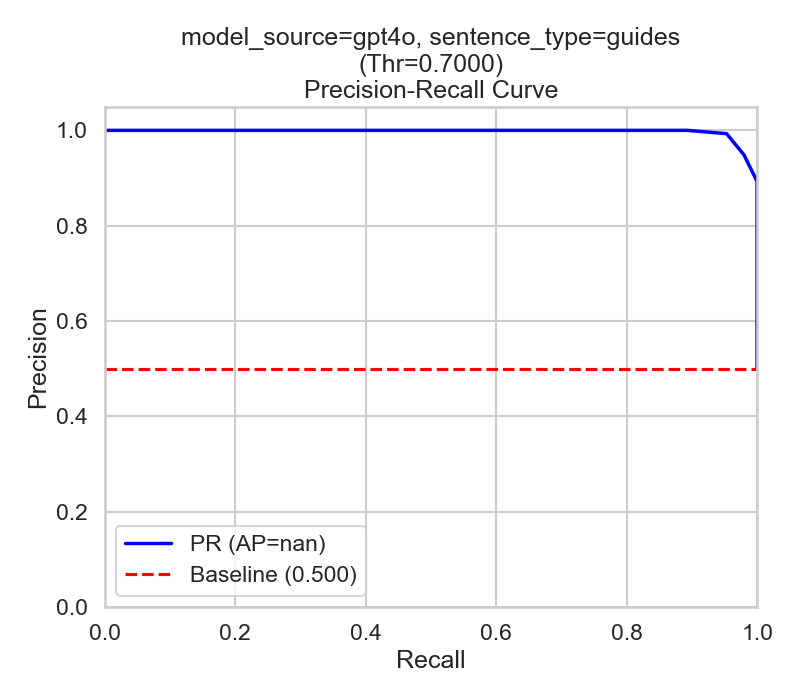 model_source=gpt4o, sentence_type=guides
(Thr=0.7000)
Precision-Recall Curve
1.0
0.8
0.6
0.4
0.2
0.0
Precision
PR (AP=nan)
Baseline (0.500)
0.0 0.2 0.4 0.6 0.8 1.0
Recall